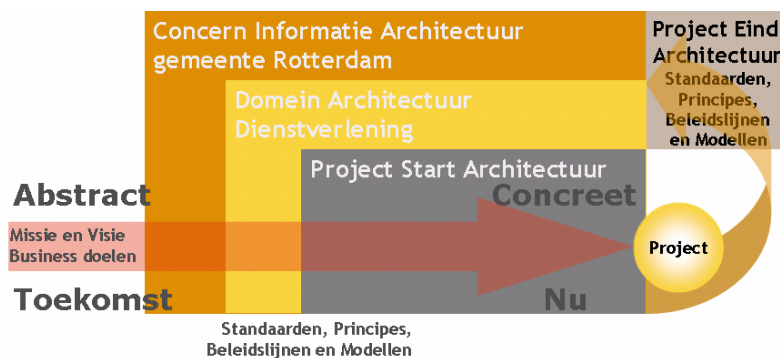 Concern Informatie Architectuur
gemeente Rotterdam
Project Eind
Architectuur
Standaarden,
Principes,
Beleidslijnen
en Modellen
Domein Architectuur
Dienstverlening
Project Start Architectuur
Abstract
Concreet
Missie en Visie
Business doelen
Project
Toekomst
Nu
Standaarden, Principes,
Beleidslijnen en Modellen